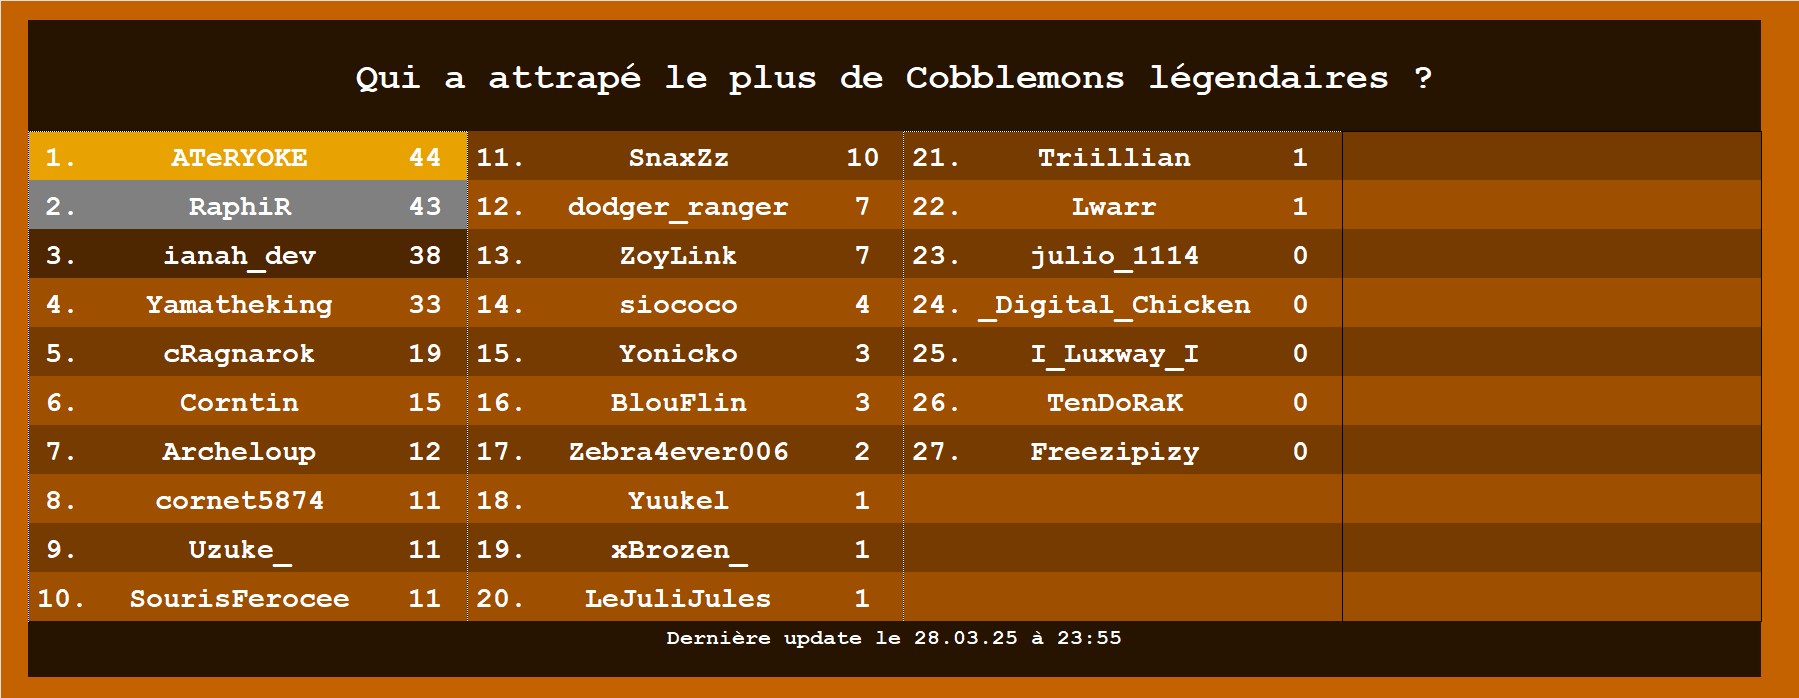 Qui a attrapé le plus de Cobblemons légendaires ?
1. ATeRYOKE 44
2. RaphiR 43
3. ianah_dev 38
4. Yamatheking 33
5. cRagnarok 19
6. Corntin 15
7. Archeloup 12
8. cornet5874 11
9. Uzuke_ 11
10. SourisFerocee 11
11. SnaxZz 10
12. dodger_ranger 7
13. ZoyLink 7
14. siococo 4
15. Yonicko 3
16. BlouFlin 3
17. Zebra4ever006 2
18. Yuukel 1
19. xBrozen_ 1
20. LeJuliJules 1
21. Triillian 1
22. Lwarr 1
23. julio_1114 0
24. _Digital_Chicken 0
25. I_Luxway_I 0
26. TenDoRaK 0
27. Freezipizy 0
Dernière update le 28.03.25 à 23:55